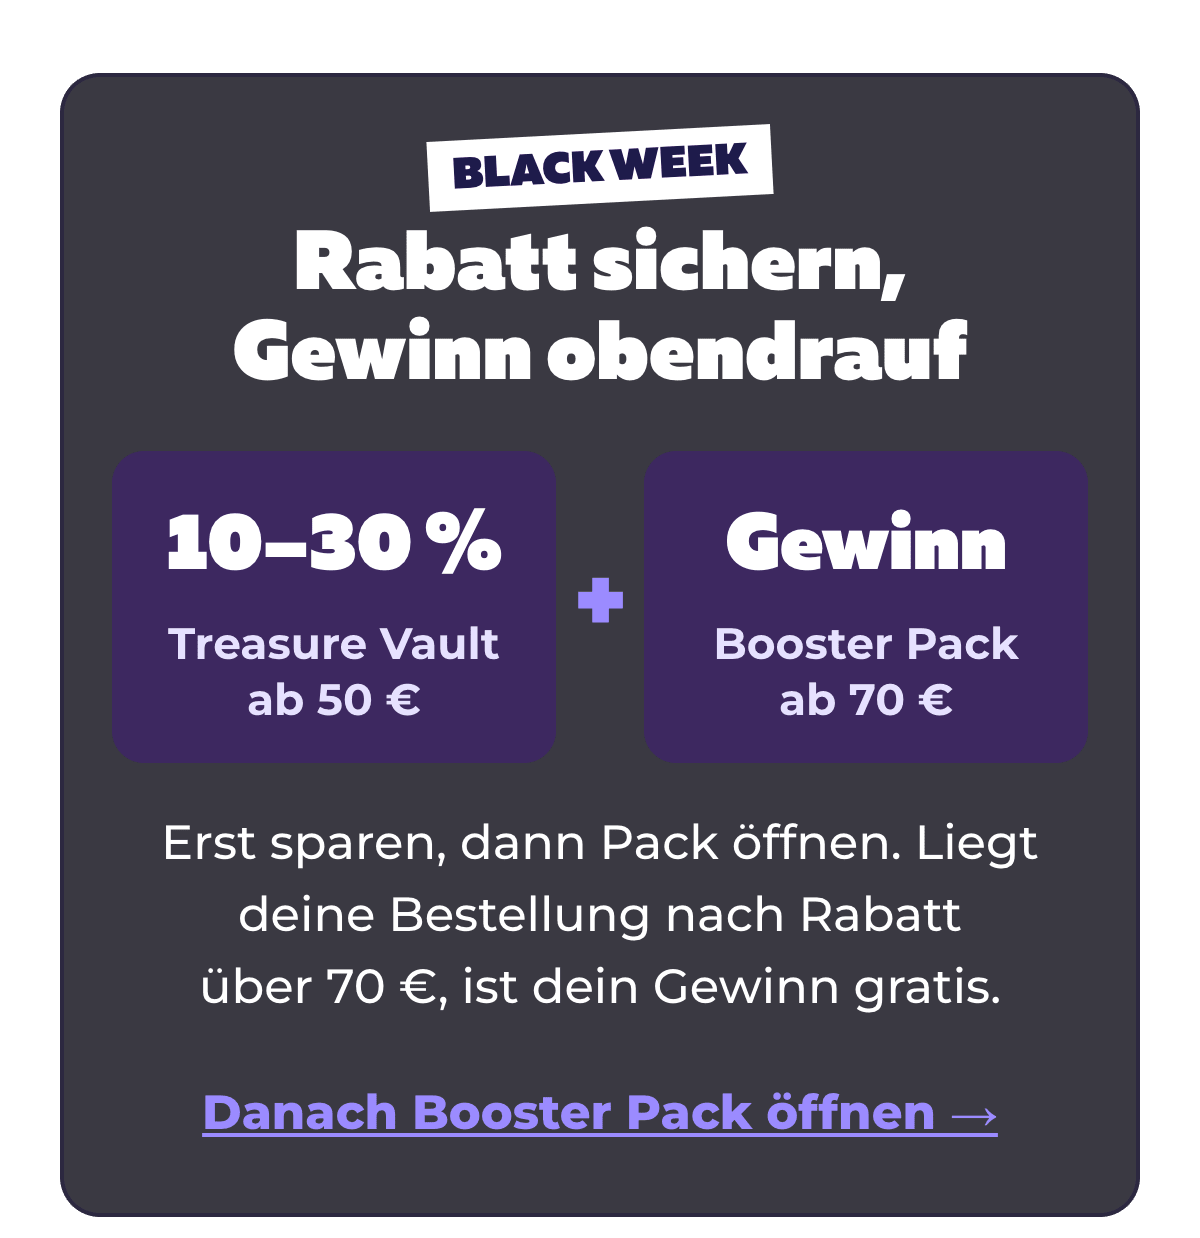 BLACK WEEK
Rabatt sichern,
Gewinn obendrauf
10–30 %
Treasure Vault
ab 50 €
+
Gewinn
Booster Pack
ab 70 €
Erst sparen, dann Pack öffnen. Liegt
deine Bestellung nach Rabatt
über 70 €, ist dein Gewinn gratis.
Danach Booster Pack öffnen →